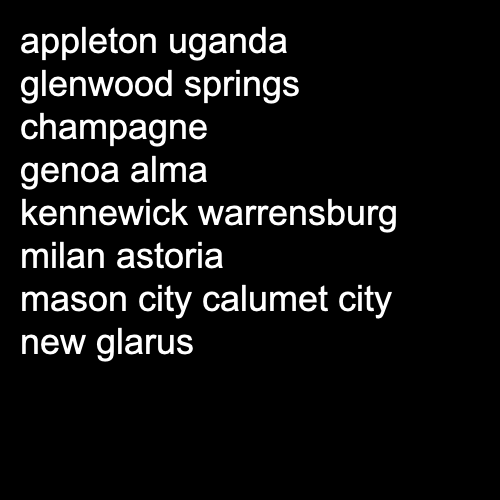 appleton uganda
glenwood springs
champagne
genoa alma
kennewick warrensburg
milan astoria
mason city calumet city
new glarus